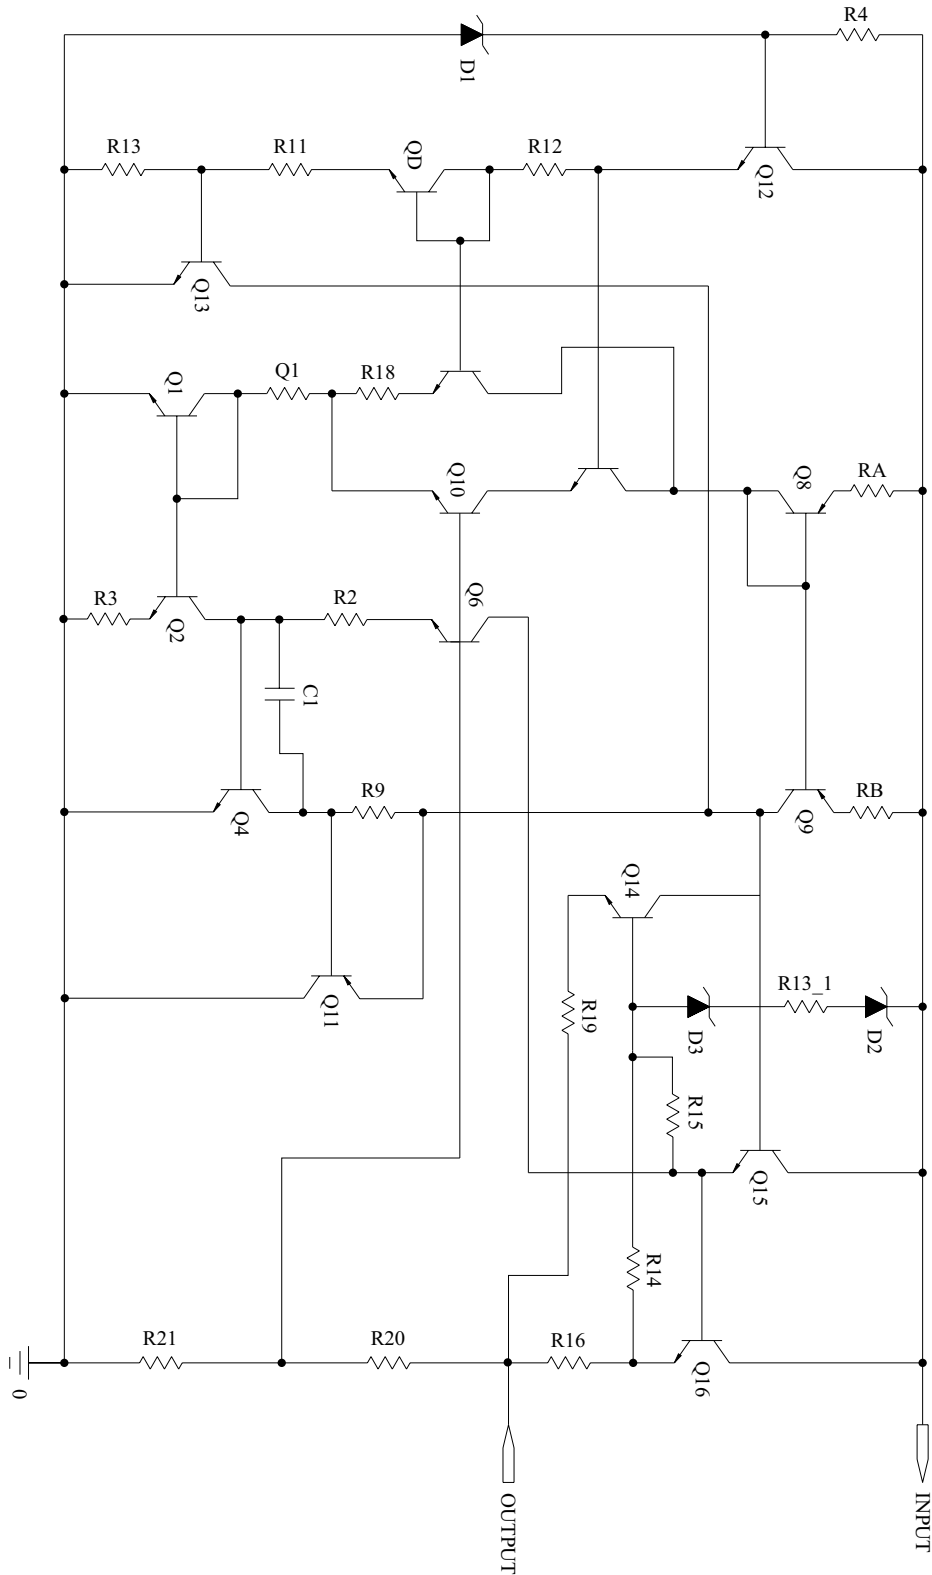 R4
D1
R13
R11
QD
R12
Q12
Q13
Q1
Q1
R18
Q10
Q8
RA
R3
Q2
R2
Q6
C1
Q4
R9
Q9
RB
Q14
Q11
R19
D3
R13_1
D2
R15
Q15
R14
R21
R20
R16
Q16
0
OUTPUT
INPUT